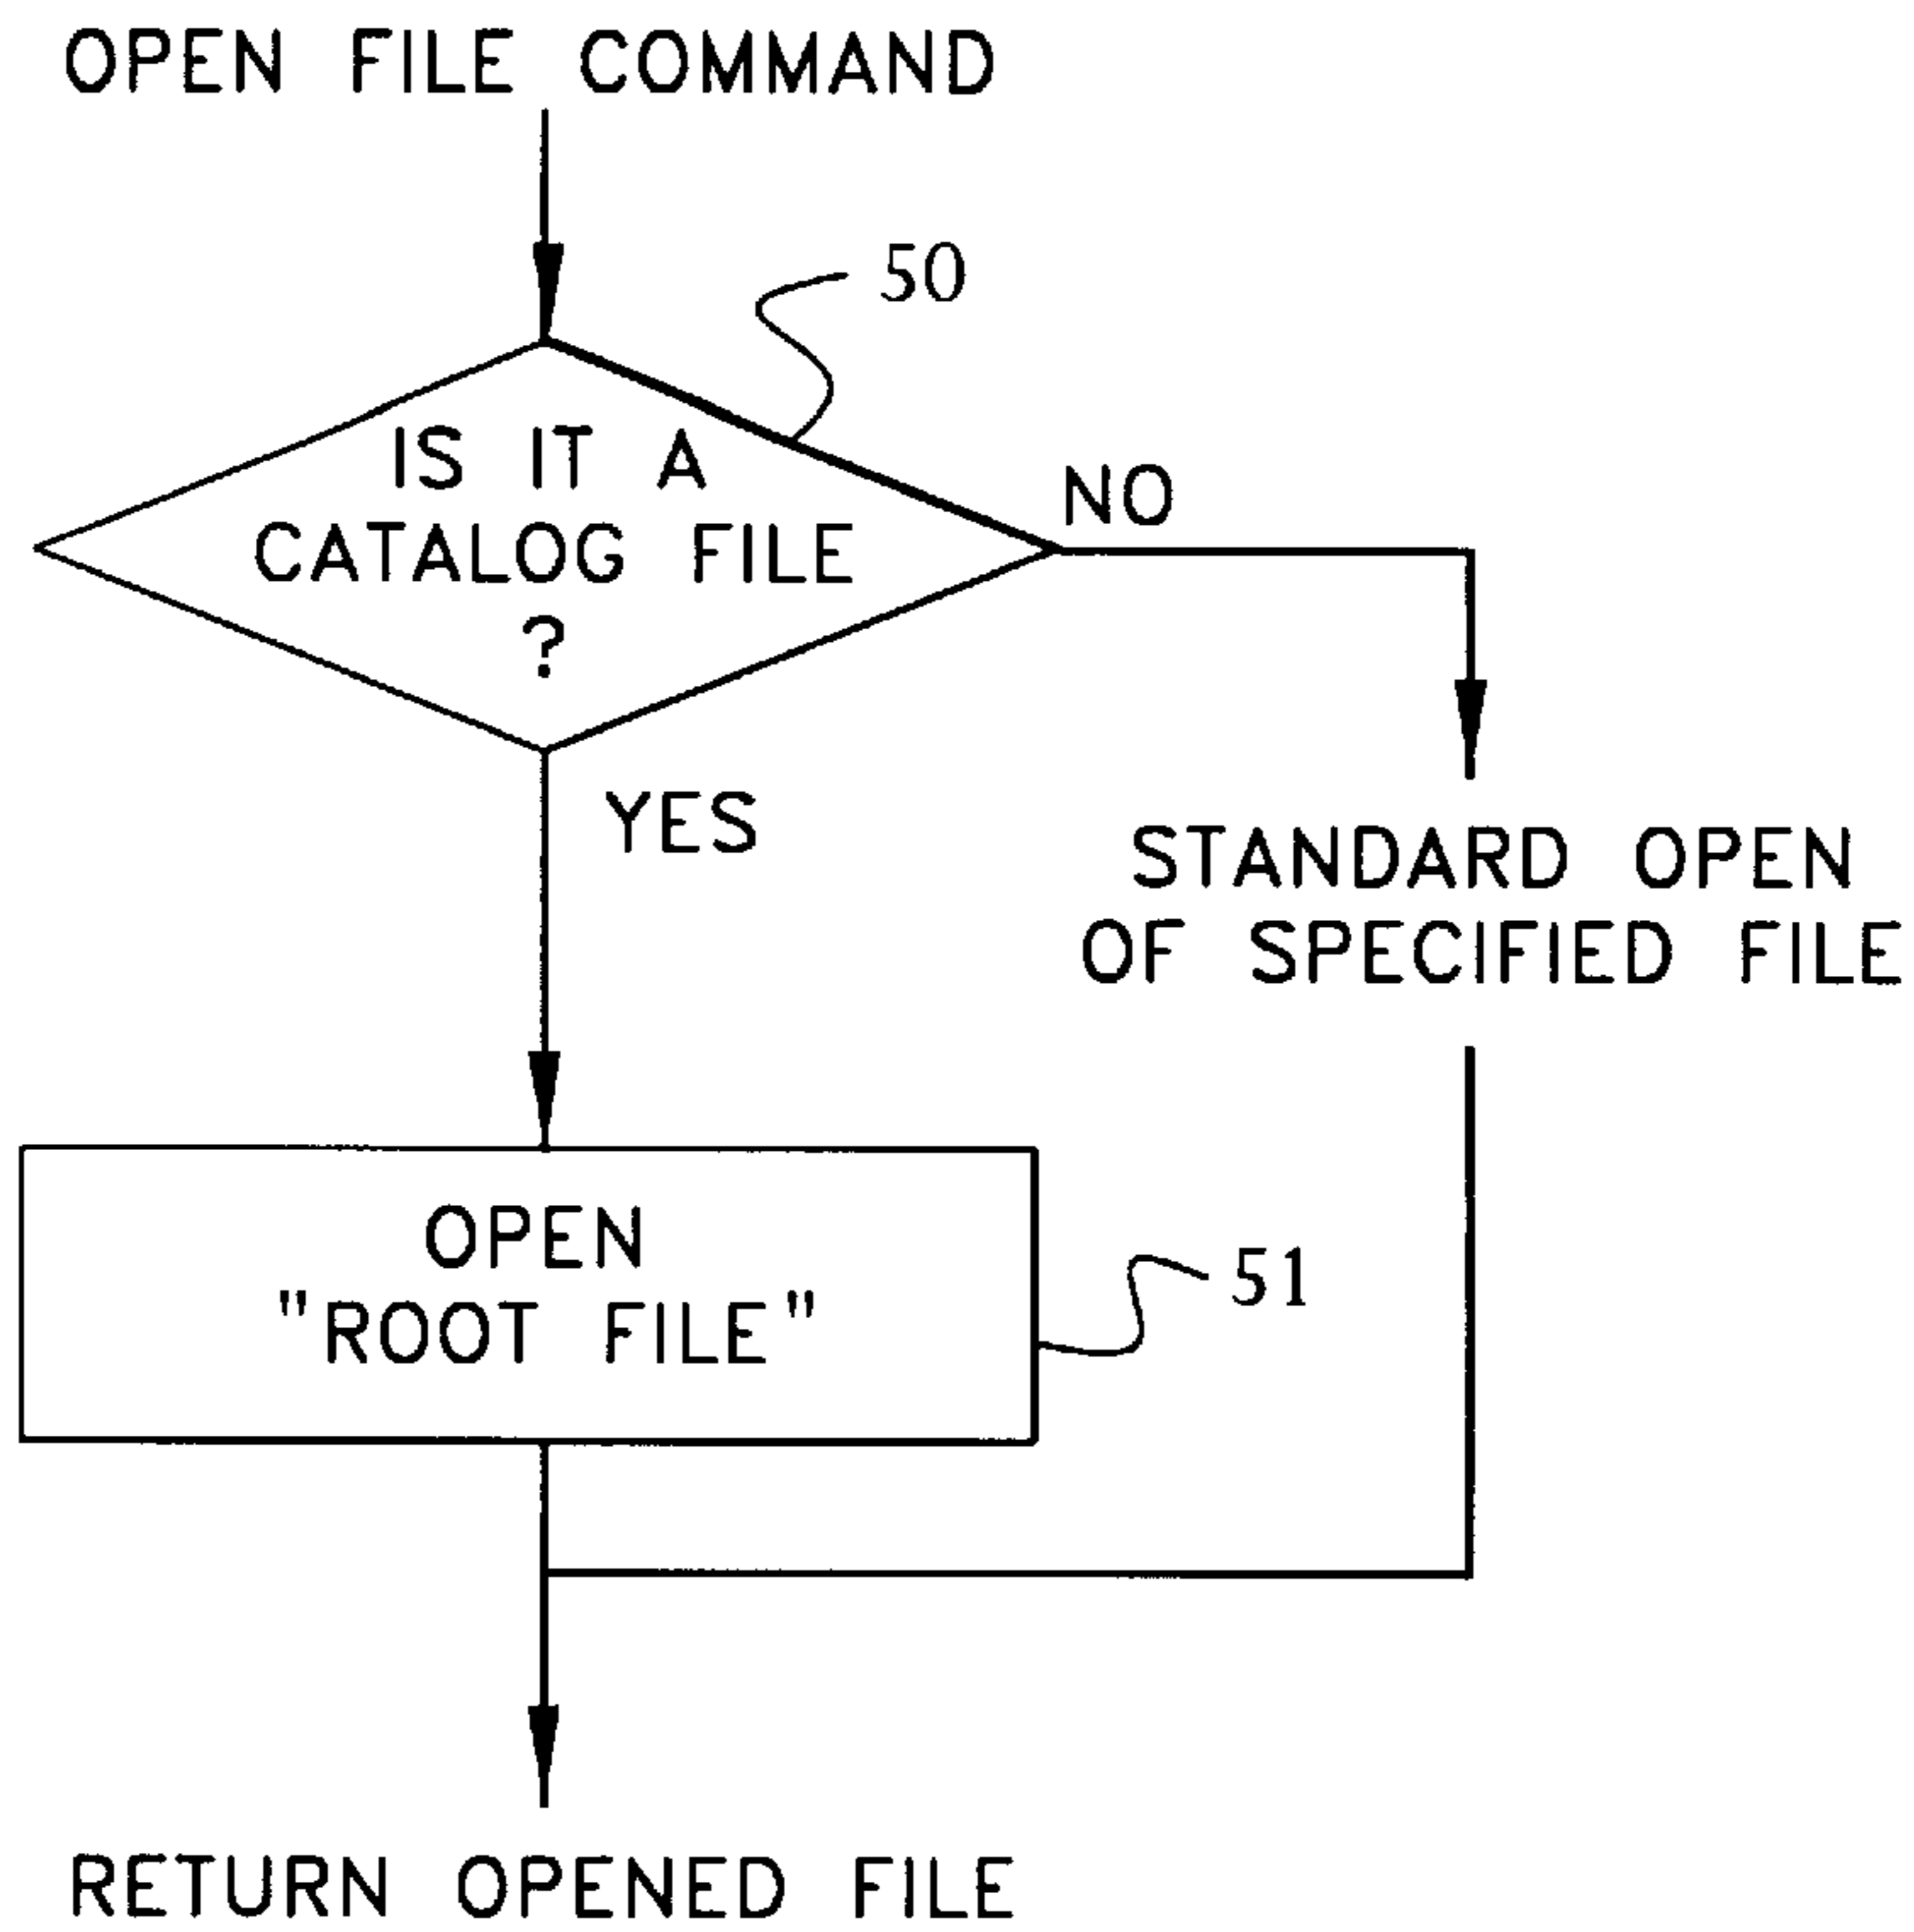 OPEN FILE COMMAND
50
IS IT A
CATALOG FILE
?
NO
YES
STANDARD OPEN
OF SPECIFIED FILE
OPEN
"ROOT FILE"
51
RETURN OPENED FILE